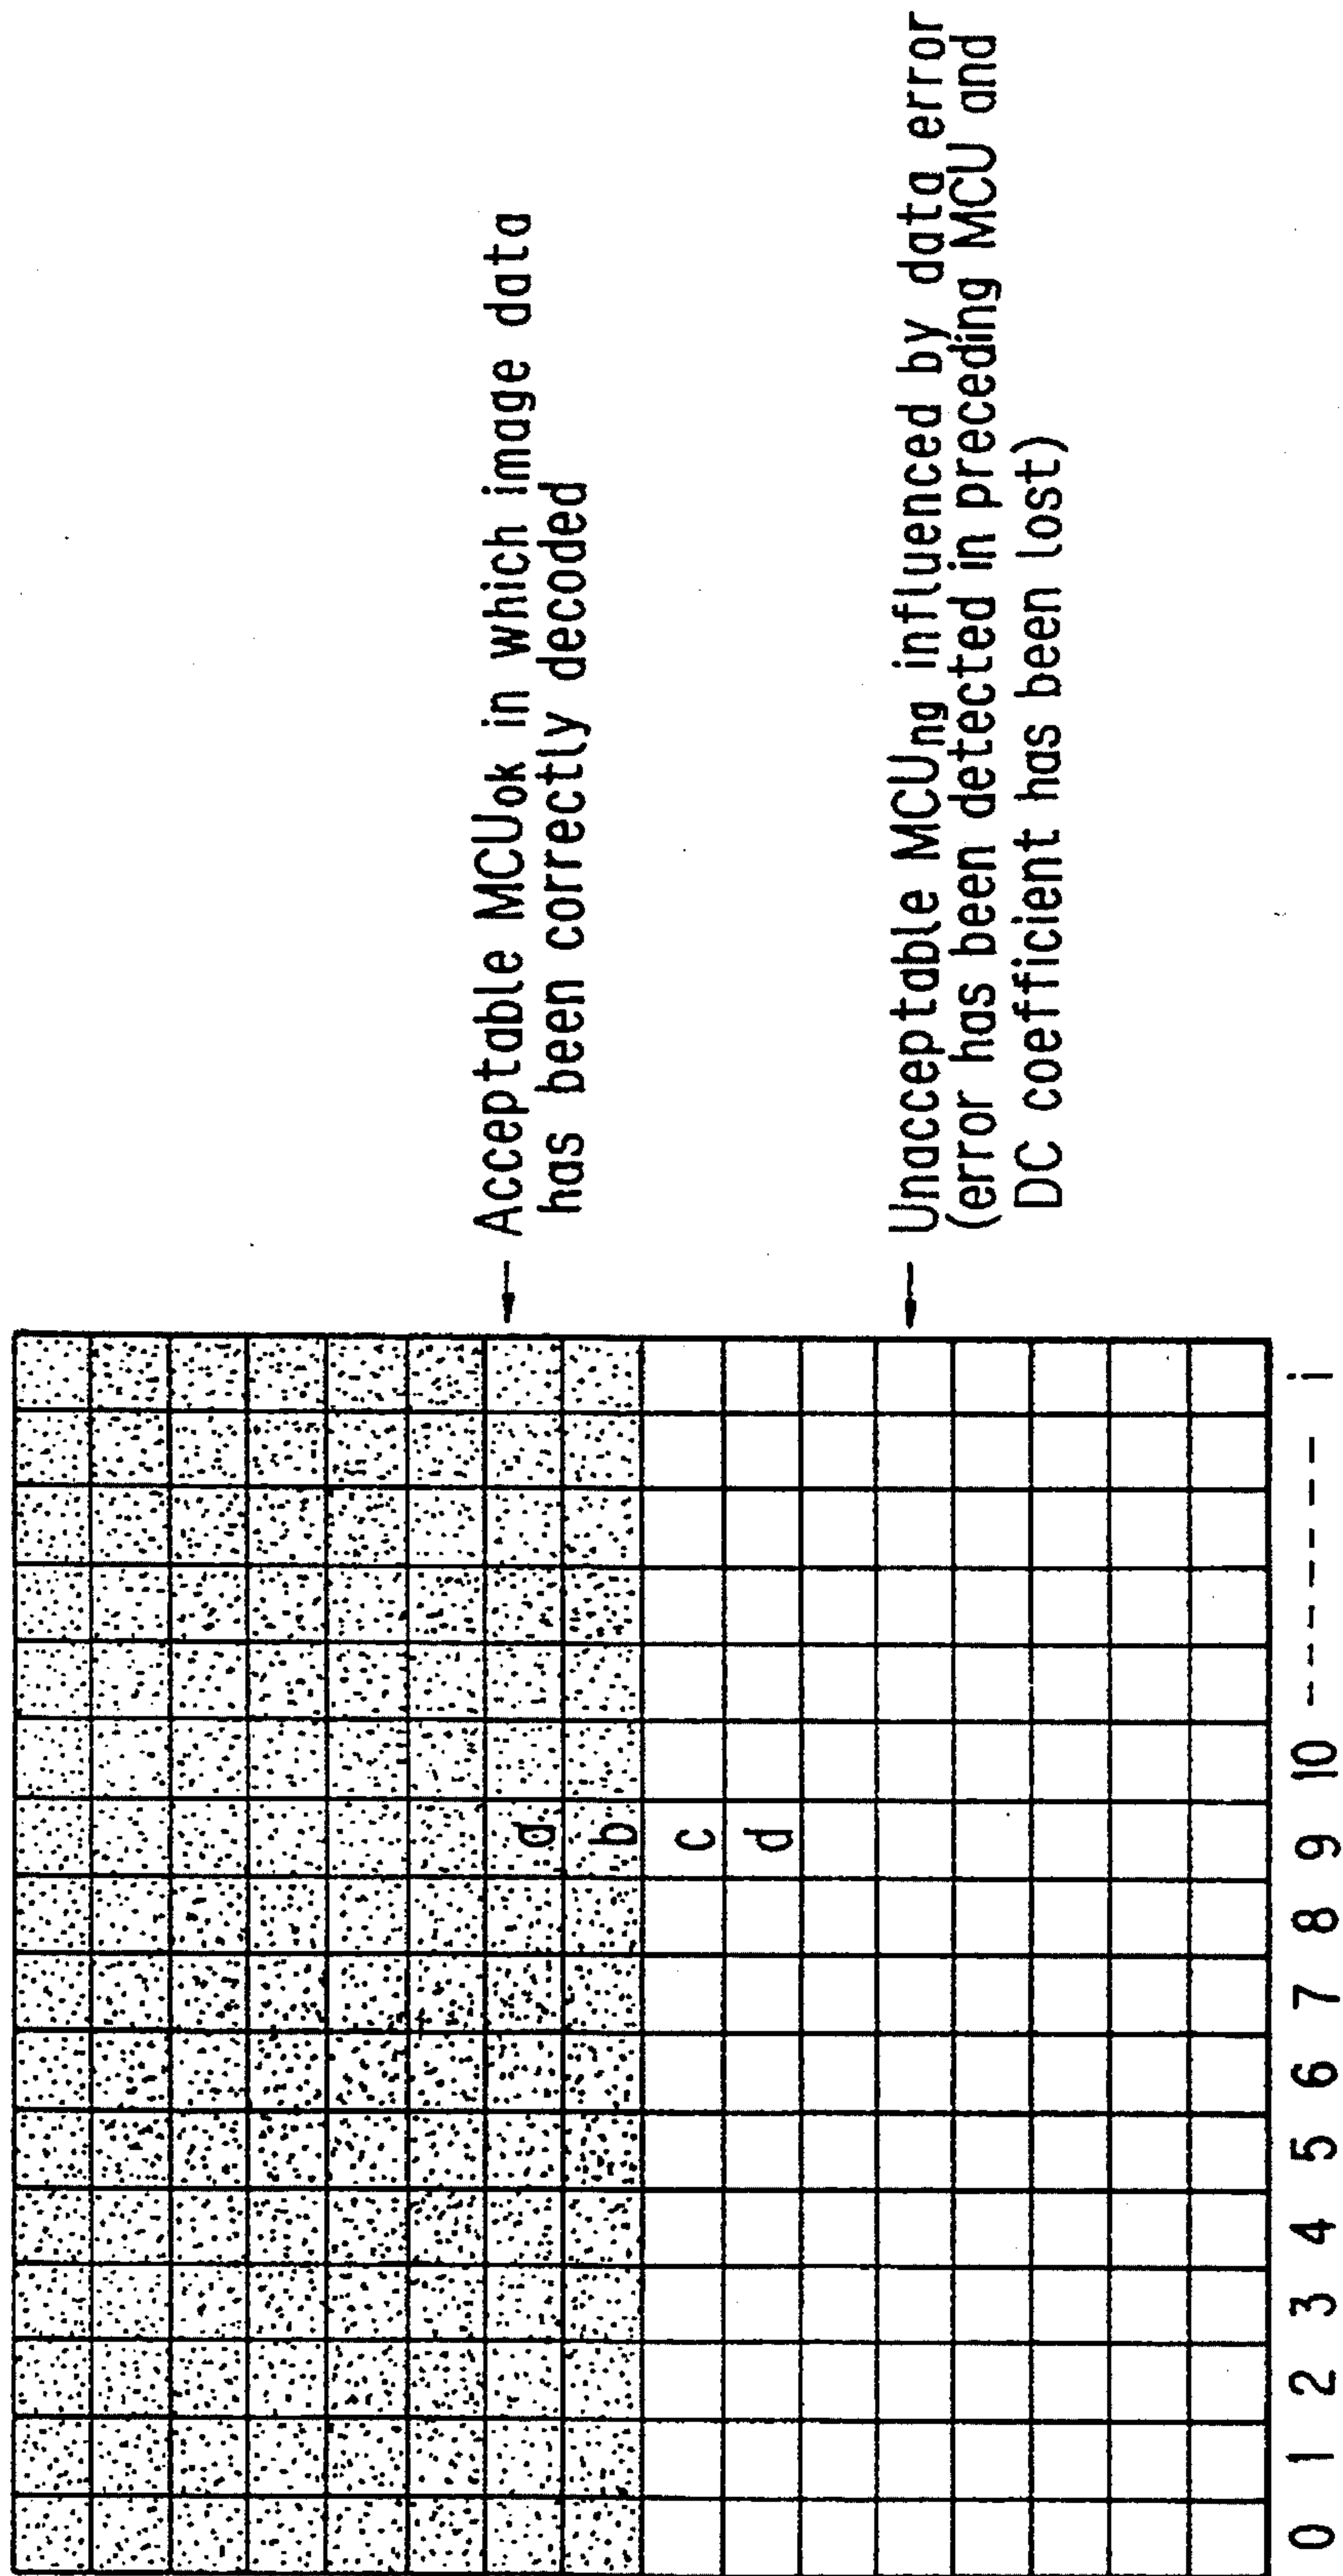 Acceptable MCUok in which image data
has been correctly decoded
a
b
c
d
Unacceptable MCUng influenced by data error
(error has been detected in preceding MCU and
DC coefficient has been lost)
0 1 2 3 4 5 6 7 8 9 10 ------ i